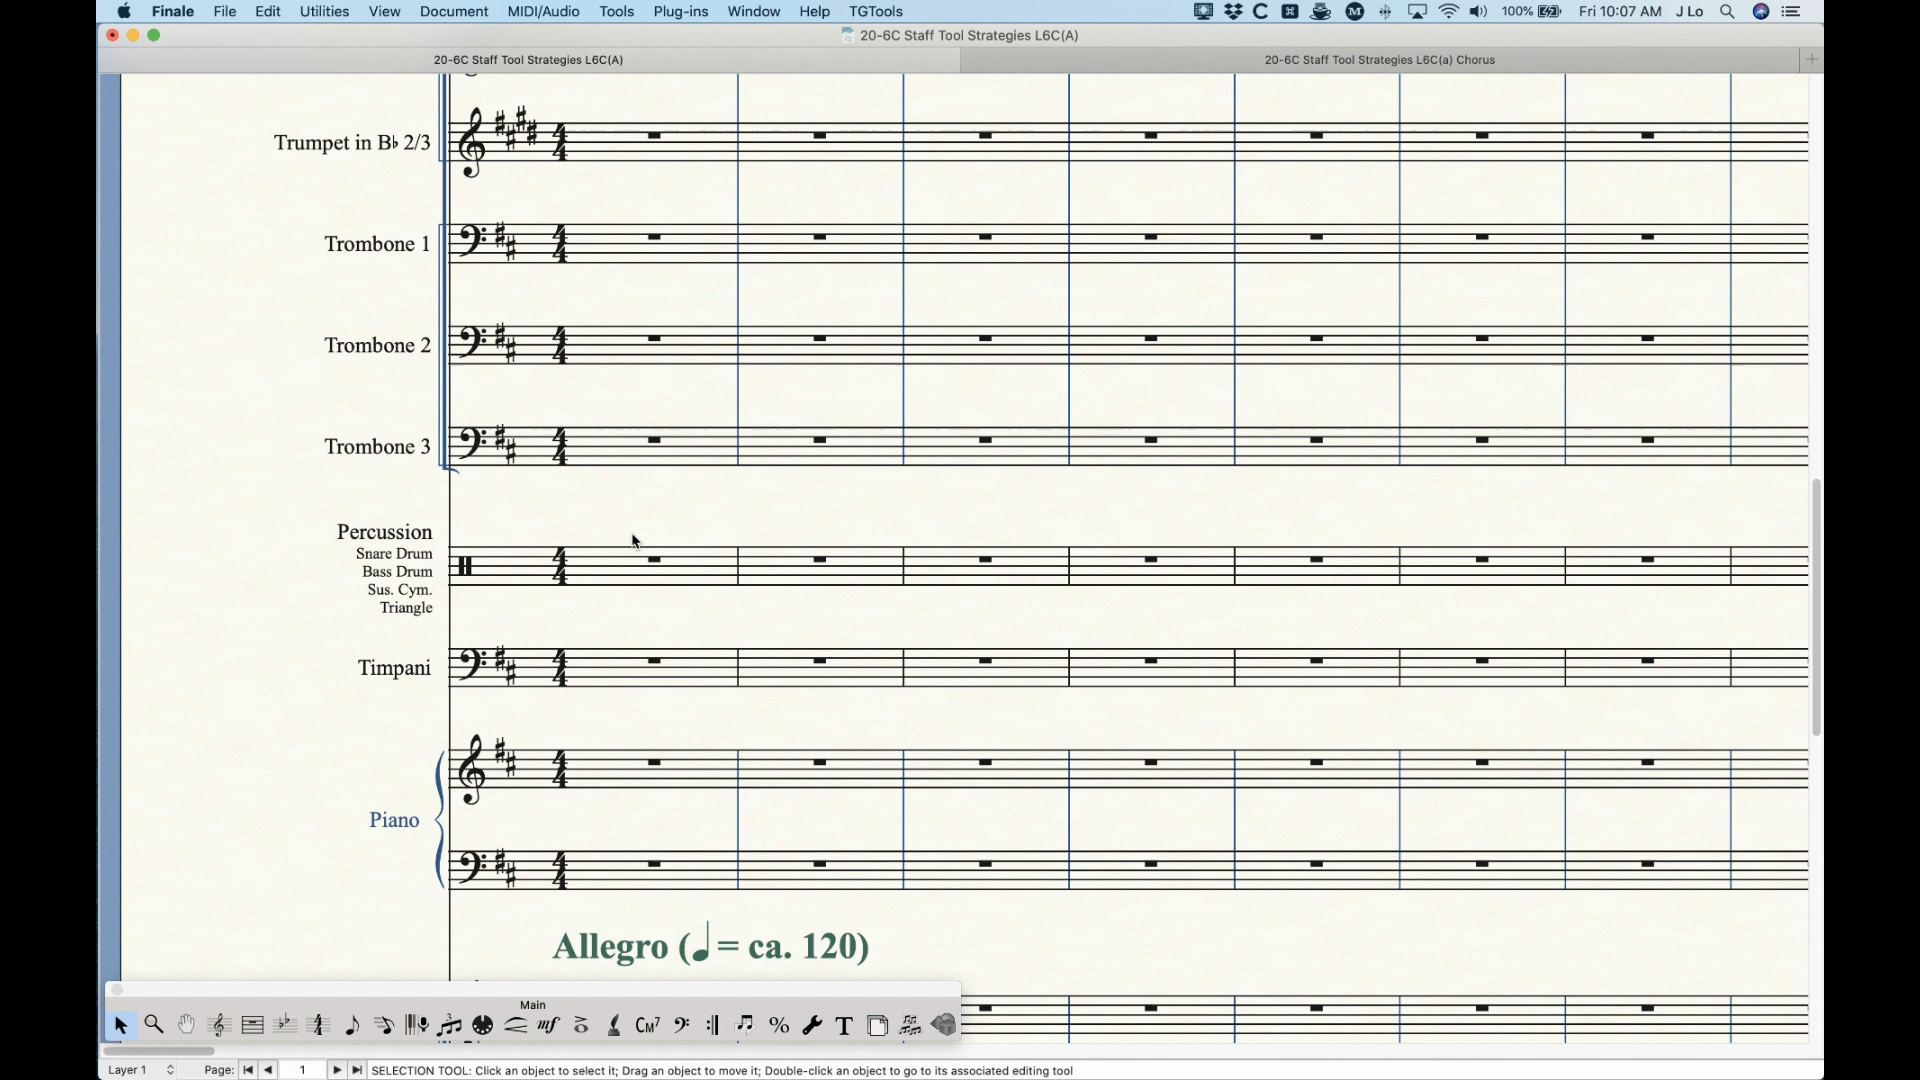 Finale File Edit Utilities View Document MIDI/Audio Tools Plug-ins Window Help TGTools 100% Fri 10:07 AM J Lo
20-6C Staff Tool Strategies L6C(A)
20-6C Staff Tool Strategies L6C(A) 20-6C Staff Tool Strategies L6C(a) Chorus
Trumpet in B♭ 2/3
Trombone 1
Trombone 2
Trombone 3
Percussion
Snare Drum
Bass Drum
Sus. Cym.
Triangle
Timpani
Piano
Allegro (♩= ca. 120)
Main
mf CM7 % T
Layer 1 Page: 1 SELECTION TOOL: Click an object to select it; Drag an object to move it; Double-click an object to go to its associated editing tool